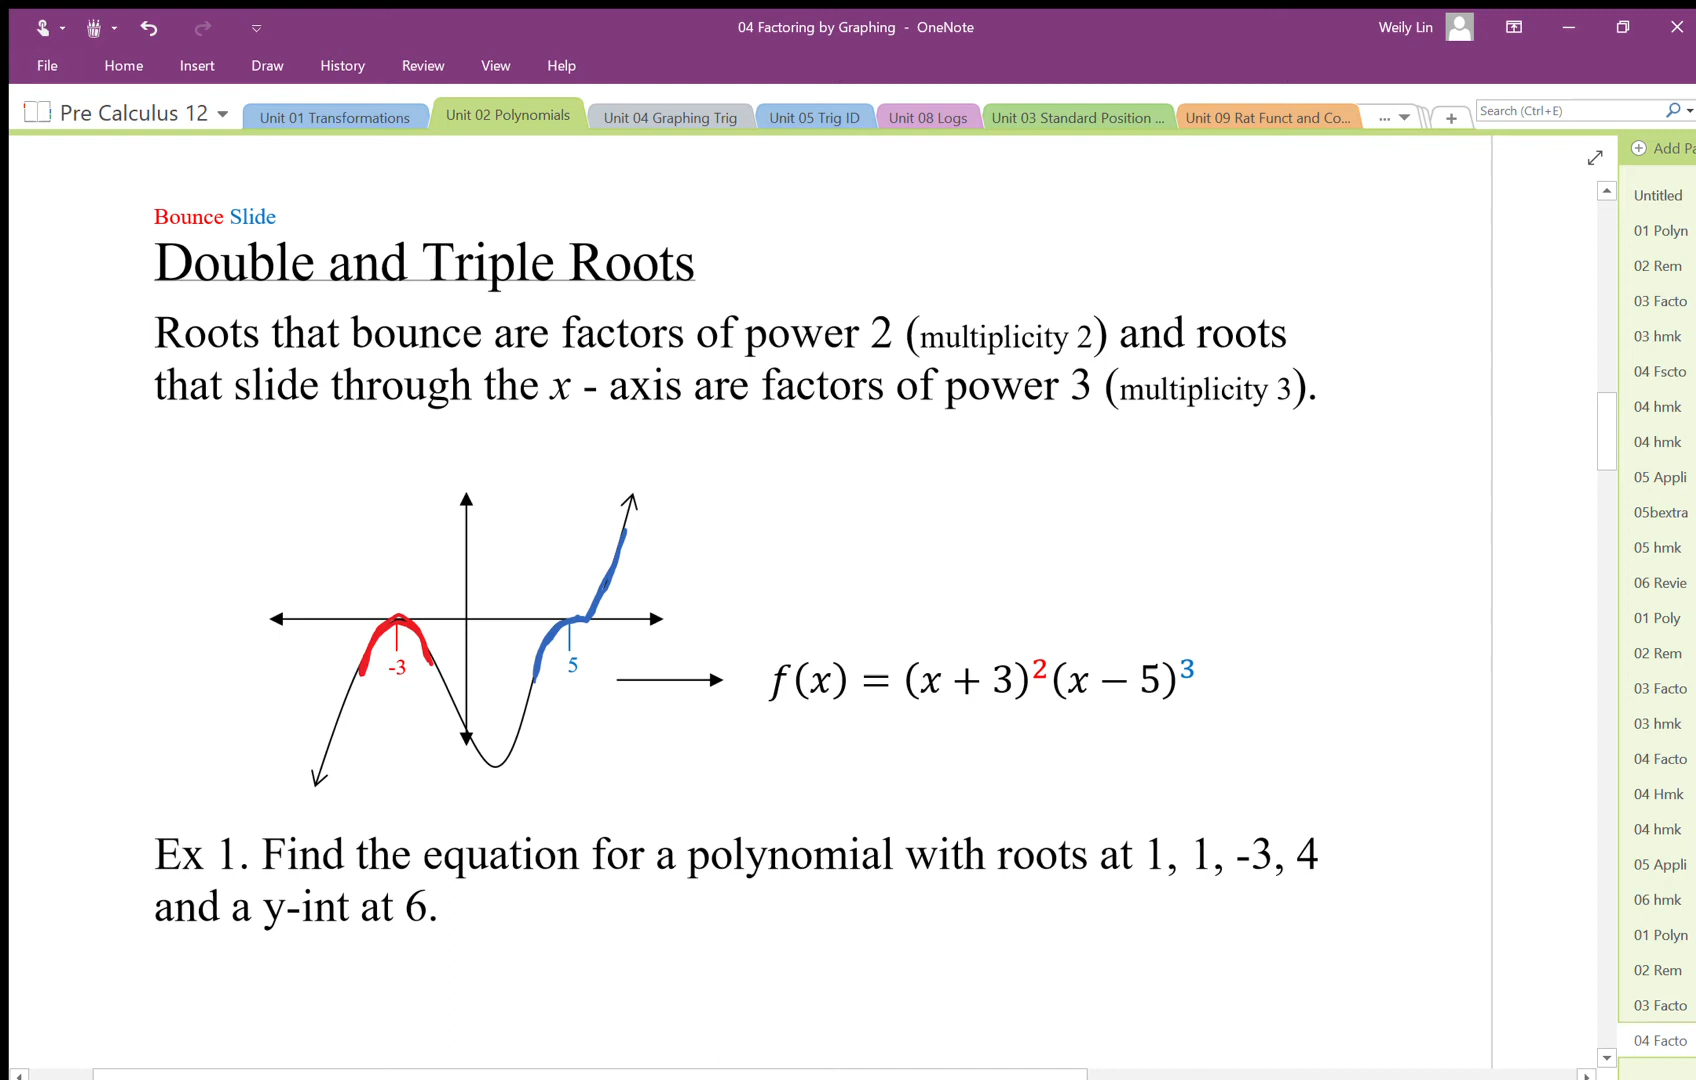 04 Factoring by Graphing - OneNote
Weily Lin
File Home Insert Draw History Review View Help
Pre Calculus 12
Unit 01 Transformations
Unit 02 Polynomials
Unit 04 Graphing Trig
Unit 05 Trig ID
Unit 08 Logs
Unit 03 Standard Position ...
Unit 09 Rat Funct and Co...
...
Search (Ctrl+E)
Bounce Slide
Double and Triple Roots
Roots that bounce are factors of power 2 (multiplicity 2) and roots
that slide through the x - axis are factors of power 3 (multiplicity 3).
-3
5
f(x) = (x + 3)²(x − 5)³
Ex 1. Find the equation for a polynomial with roots at 1, 1, -3, 4
and a y-int at 6.
Add Pa
Untitled
01 Polyn
02 Rem
03 Facto
03 hmk
04 Fscto
04 hmk
04 hmk
05 Appli
05bextra
05 hmk
06 Revie
01 Poly
02 Rem
03 Facto
03 hmk
04 Facto
04 Hmk
04 hmk
05 Appli
06 hmk
01 Polyn
02 Rem
03 Facto
04 Facto